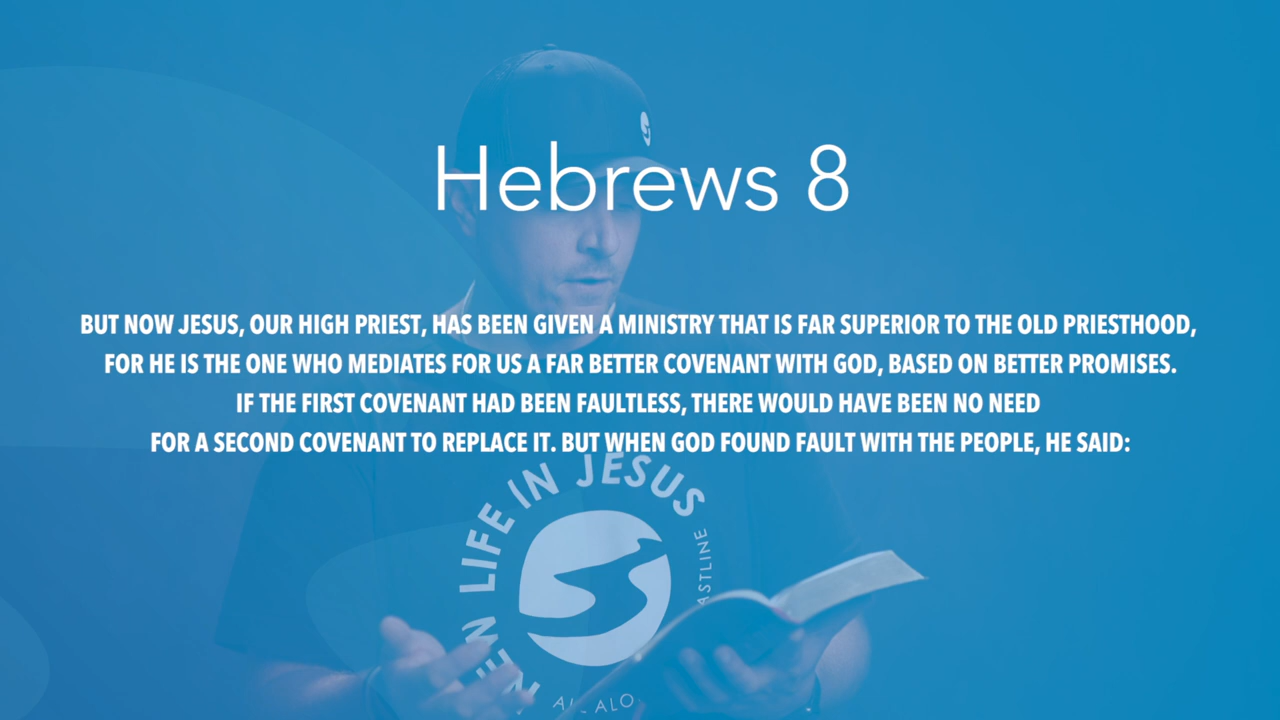 Hebrews 8
BUT NOW JESUS, OUR HIGH PRIEST, HAS BEEN GIVEN A MINISTRY THAT IS FAR SUPERIOR TO THE OLD PRIESTHOOD,
FOR HE IS THE ONE WHO MEDIATES FOR US A FAR BETTER COVENANT WITH GOD, BASED ON BETTER PROMISES.
IF THE FIRST COVENANT HAD BEEN FAULTLESS, THERE WOULD HAVE BEEN NO NEED
FOR A SECOND COVENANT TO REPLACE IT. BUT WHEN GOD FOUND FAULT WITH THE PEOPLE, HE SAID:
LIFE IN JESUS